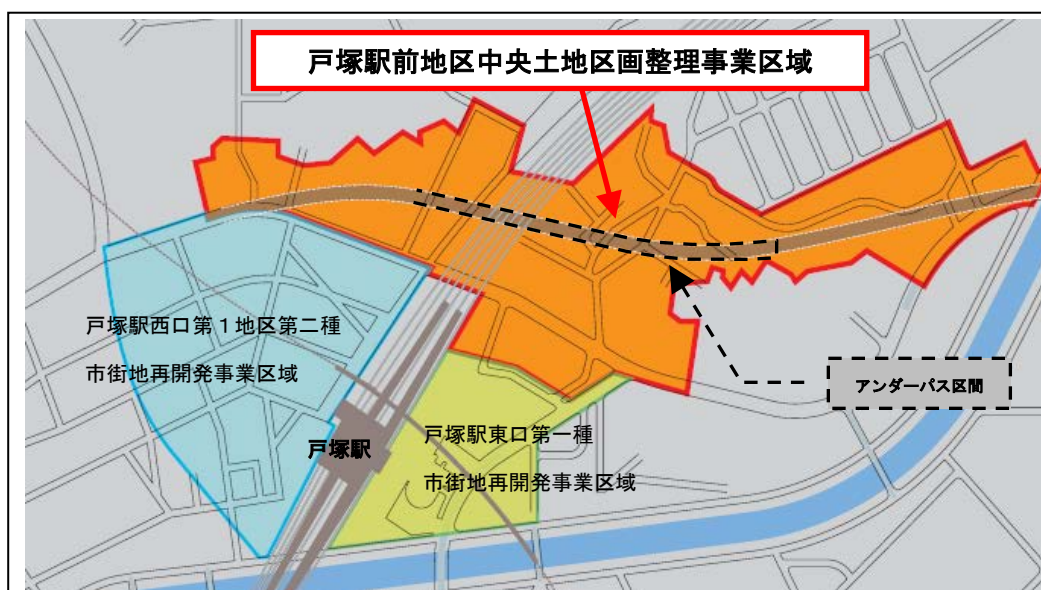 戸塚駅前地区中央土地区画整理事業区域
戸塚駅西口第１地区第二種
市街地再開発事業区域
アンダーパス区間
戸塚駅
戸塚駅東口第一種
市街地再開発事業区域